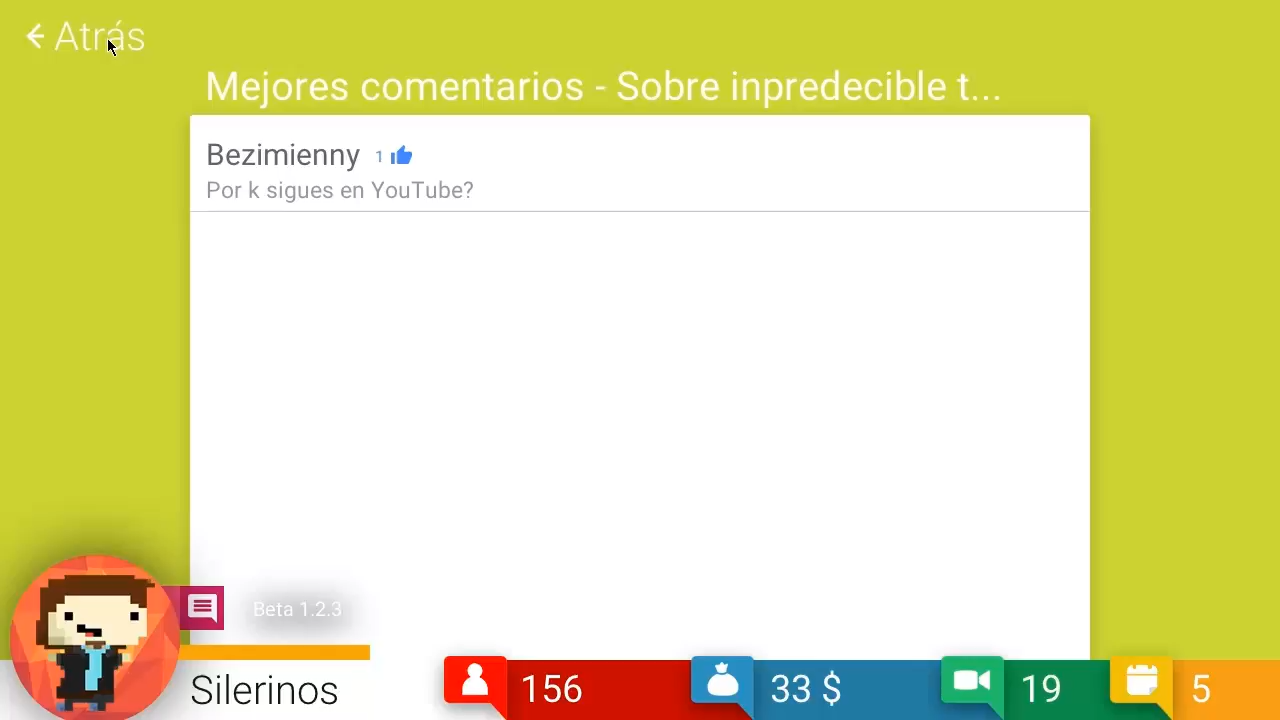 Atrás
Mejores comentarios - Sobre inpredecible t...
Bezimienny 1
Por k sigues en YouTube?
Beta 1.2.3
Silerinos
156
33 $
19
5